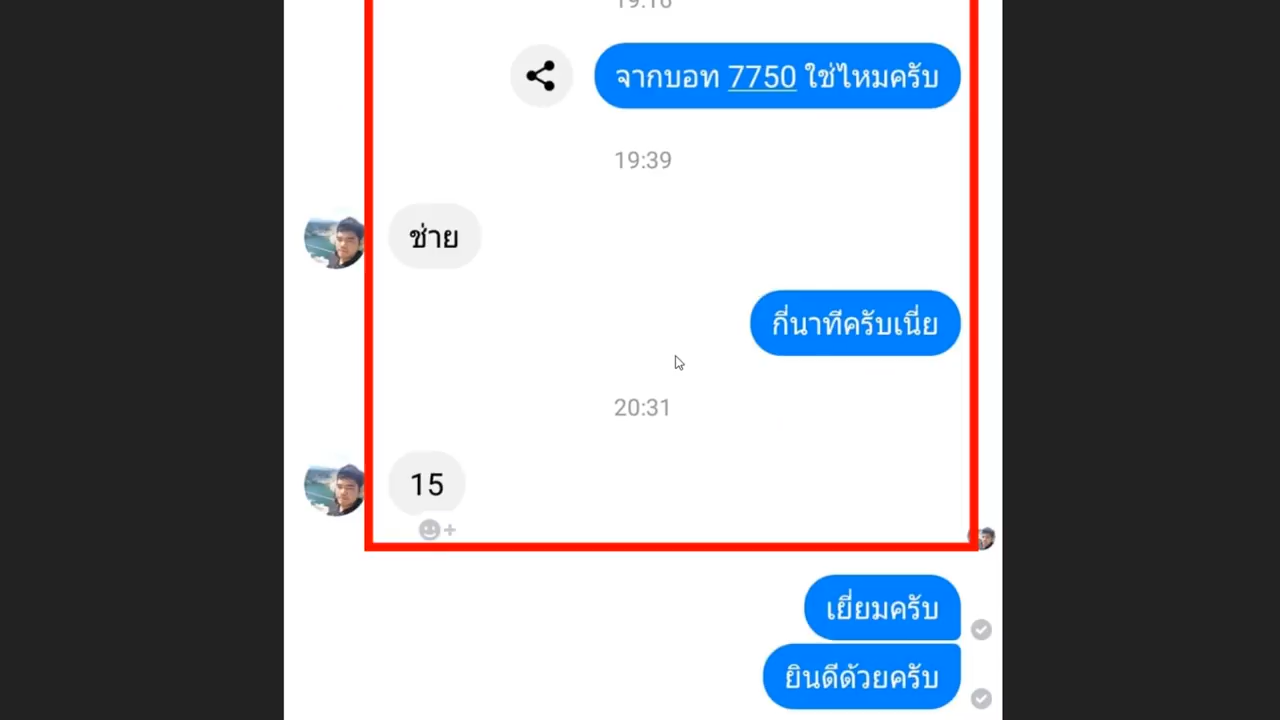 19:16
จากบอท 7750 ใช่ไหมครับ
19:39
ช่าย
กี่นาทีครับเนี่ย
20:31
15
เยี่ยมครับ
ยินดีด้วยครับ